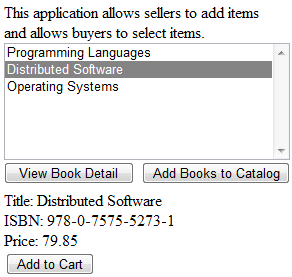 This application allows sellers to add items
and allows buyers to select items.
Programming Languages
Distributed Software
Operating Systems
View Book Detail Add Books to Catalog
Title: Distributed Software
ISBN: 978-0-7575-5273-1
Price: 79.85
Add to Cart